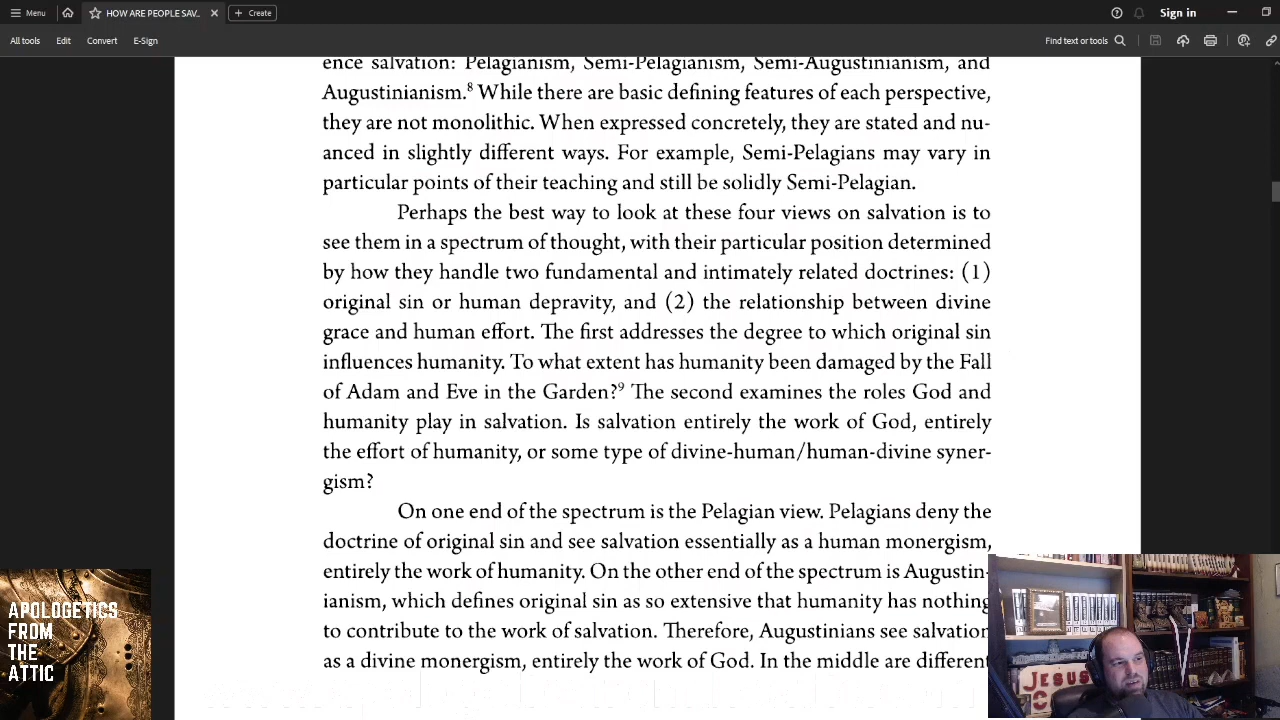 Menu
HOW ARE PEOPLE SAV..
Create
Sign in
All tools
Edit
Convert
E-Sign
Find text or tools
ence salvation: Pelagianism, Semi-Pelagianism, Semi-Augustinianism, and
Augustinianism.⁸ While there are basic defining features of each perspective,
they are not monolithic. When expressed concretely, they are stated and nu-
anced in slightly different ways. For example, Semi-Pelagians may vary in
particular points of their teaching and still be solidly Semi-Pelagian.
Perhaps the best way to look at these four views on salvation is to
see them in a spectrum of thought, with their particular position determined
by how they handle two fundamental and intimately related doctrines: (1)
original sin or human depravity, and (2) the relationship between divine
grace and human effort. The first addresses the degree to which original sin
influences humanity. To what extent has humanity been damaged by the Fall
of Adam and Eve in the Garden?⁹ The second examines the roles God and
humanity play in salvation. Is salvation entirely the work of God, entirely
the effort of humanity, or some type of divine-human/human-divine syner-
gism?
On one end of the spectrum is the Pelagian view. Pelagians deny the
doctrine of original sin and see salvation essentially as a human monergism,
entirely the work of humanity. On the other end of the spectrum is Augustin-
ianism, which defines original sin as so extensive that humanity has nothing
to contribute to the work of salvation. Therefore, Augustinians see salvation
as a divine monergism, entirely the work of God. In the middle are different
APOLOGETICS
FROM
THE
ATTIC
JESUS
C